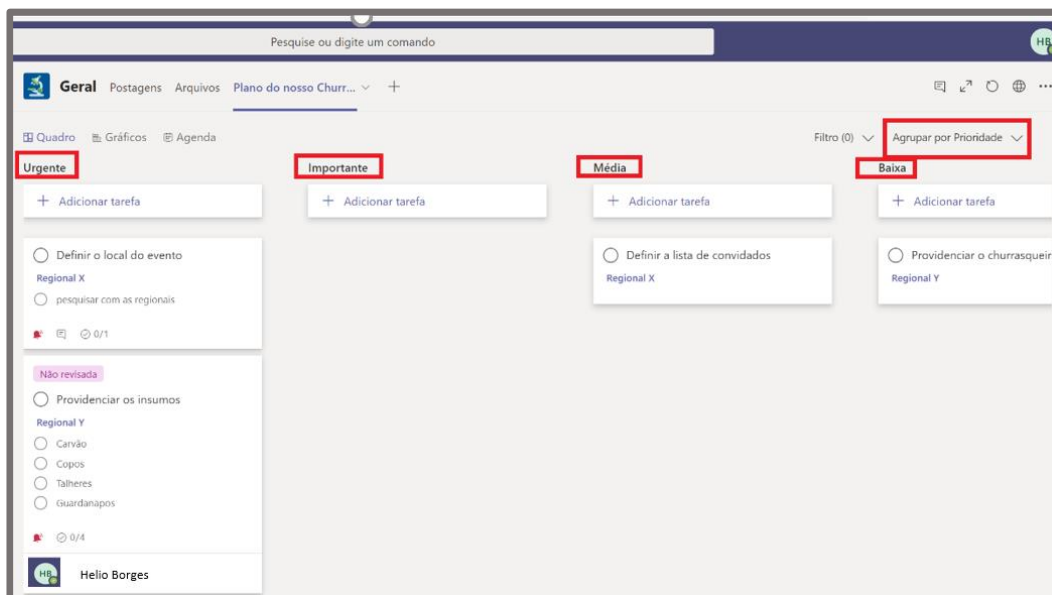 Pesquise ou digite um comando
HB
Geral Postagens Arquivos Plano do nosso Churr...
Quadro Gráficos Agenda
Filtro (0) Agrupar por Prioridade
Urgente Importante Média Baixa
+ Adicionar tarefa + Adicionar tarefa + Adicionar tarefa + Adicionar tarefa
Definir o local do evento
Regional X
pesquisar com as regionais
0/1
Não revisada
Providenciar os insumos
Regional Y
Carvão
Copos
Talheres
Guardanapos
0/4
HB
Helio Borges
Definir a lista de convidados
Regional X
Providenciar o churrasqueir
Regional Y